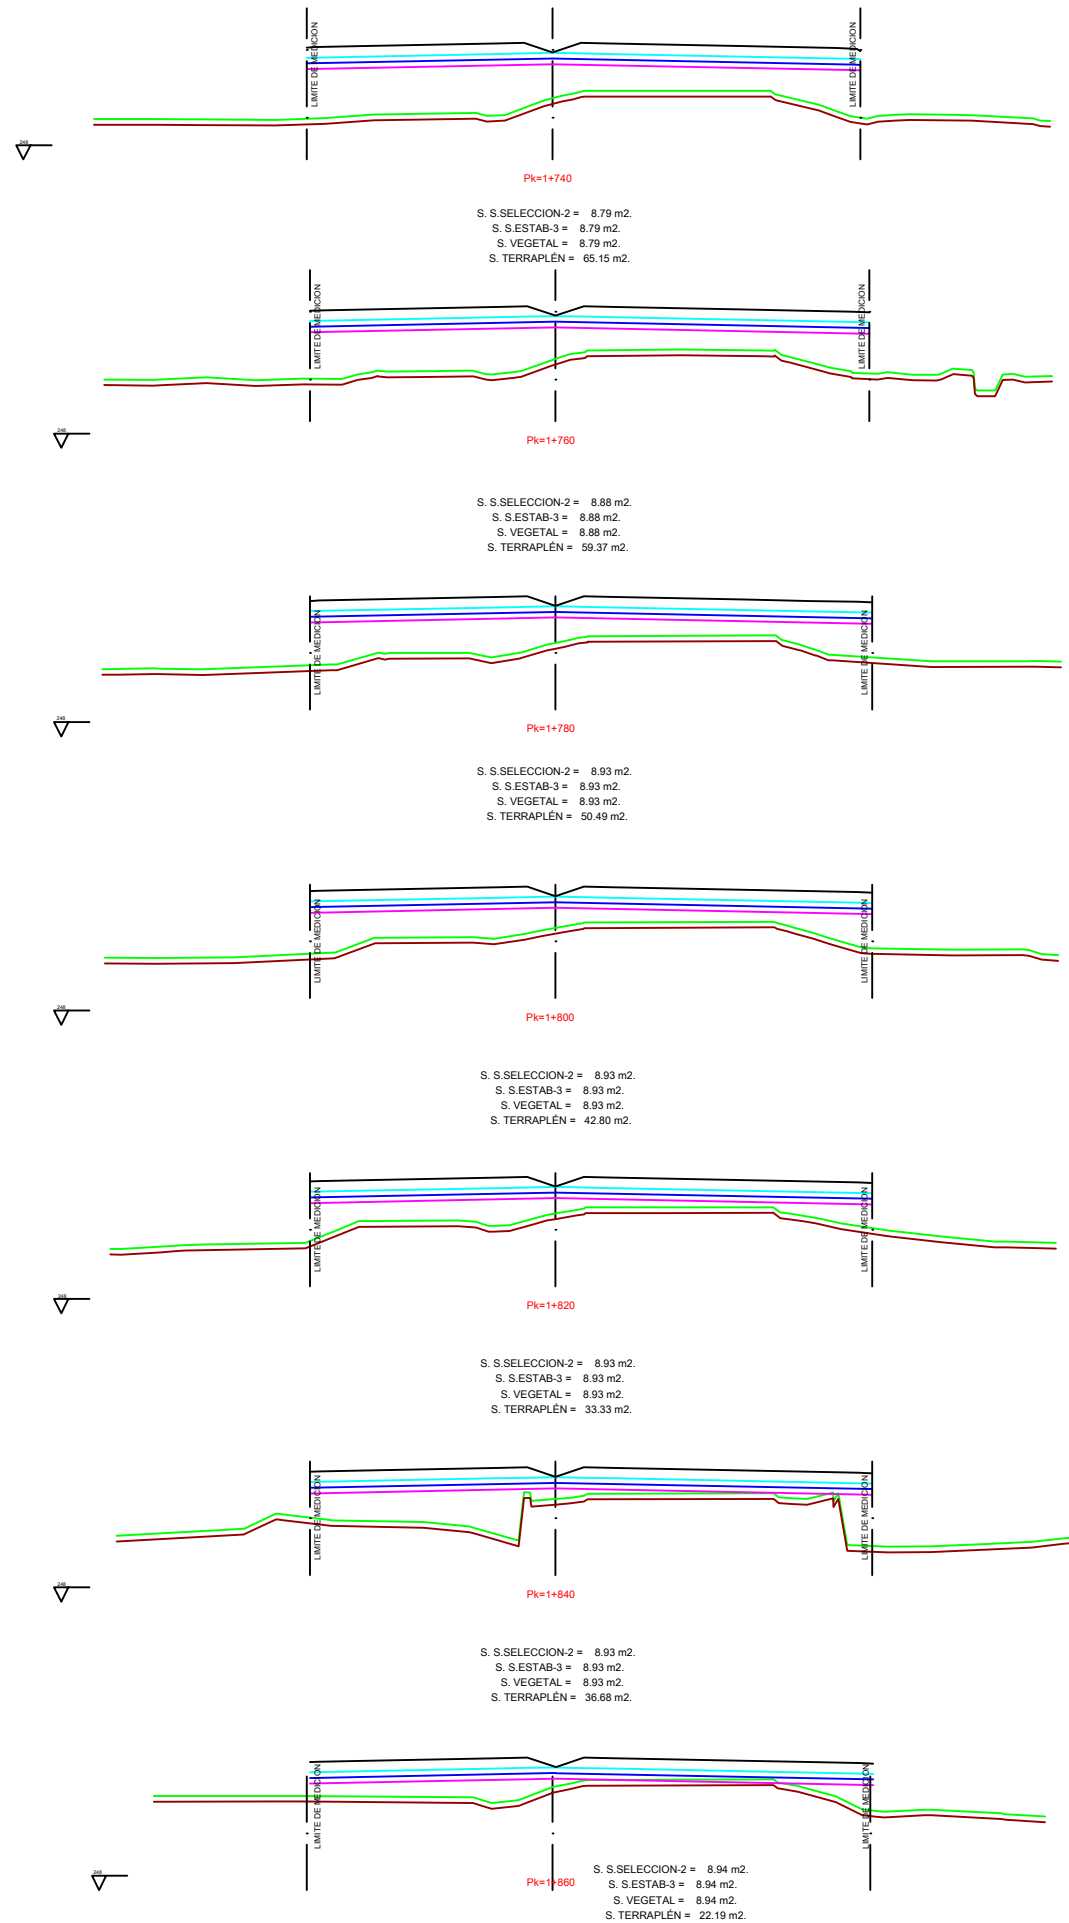 LIMITE DE MEDICION
LIMITE DE MEDICION
248
Pk=1+740
S. S.SELECCION-2 = 8.79 m2.
S. S.ESTAB-3 = 8.79 m2.
S. VEGETAL = 8.79 m2.
S. TERRAPLÉN = 65.15 m2.
LIMITE DE MEDICION
LIMITE DE MEDICION
248
Pk=1+760
S. S.SELECCION-2 = 8.88 m2.
S. S.ESTAB-3 = 8.88 m2.
S. VEGETAL = 8.88 m2.
S. TERRAPLÉN = 59.37 m2.
LIMITE DE MEDICION
LIMITE DE MEDICION
248
Pk=1+780
S. S.SELECCION-2 = 8.93 m2.
S. S.ESTAB-3 = 8.93 m2.
S. VEGETAL = 8.93 m2.
S. TERRAPLÉN = 50.49 m2.
LIMITE DE MEDICION
LIMITE DE MEDICION
248
Pk=1+800
S. S.SELECCION-2 = 8.93 m2.
S. S.ESTAB-3 = 8.93 m2.
S. VEGETAL = 8.93 m2.
S. TERRAPLÉN = 42.80 m2.
LIMITE DE MEDICION
LIMITE DE MEDICION
248
Pk=1+820
S. S.SELECCION-2 = 8.93 m2.
S. S.ESTAB-3 = 8.93 m2.
S. VEGETAL = 8.93 m2.
S. TERRAPLÉN = 33.33 m2.
LIMITE DE MEDICION
LIMITE DE MEDICION
248
Pk=1+840
S. S.SELECCION-2 = 8.93 m2.
S. S.ESTAB-3 = 8.93 m2.
S. VEGETAL = 8.93 m2.
S. TERRAPLÉN = 36.68 m2.
LIMITE DE MEDICION
LIMITE DE MEDICION
248
Pk=1+860
S. S.SELECCION-2 = 8.94 m2.
S. S.ESTAB-3 = 8.94 m2.
S. VEGETAL = 8.94 m2.
S. TERRAPLÉN = 22.19 m2.